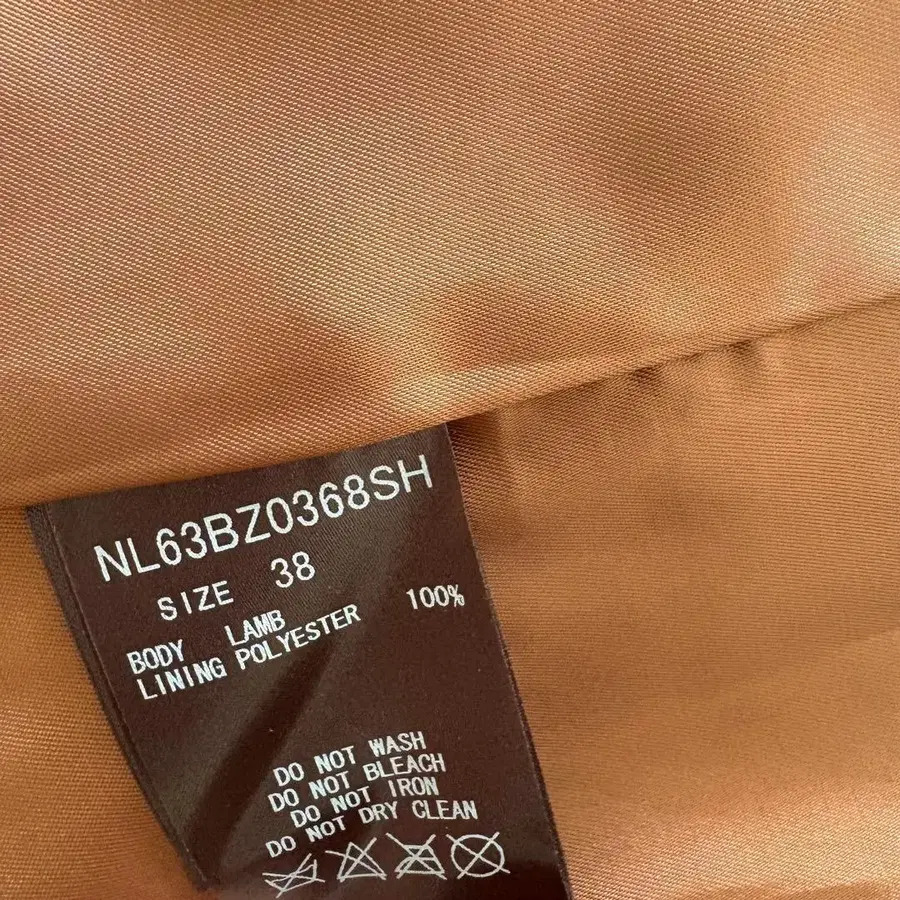 NL63BZ0368SH
SIZE 38
BODY LAMB
LINING POLYESTER 100%
DO NOT WASH
DO NOT BLEACH
DO NOT IRON
DO NOT DRY CLEAN